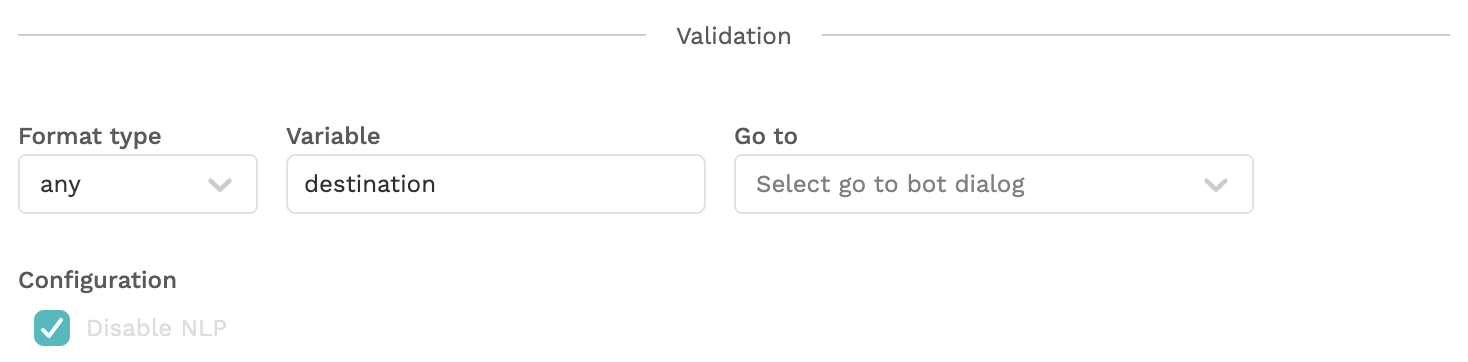 Validation
Format type Variable Go to
any destination Select go to bot dialog
Configuration
Disable NLP